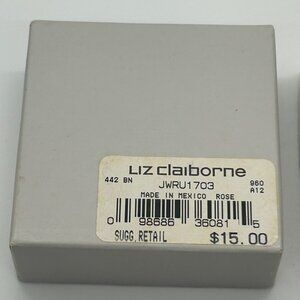 LIZ claiborne
442 BN JWRU1703 960
MADE IN MEXICO ROSE A12
0 98686 36081 5
SUGG.RETAIL $15.00